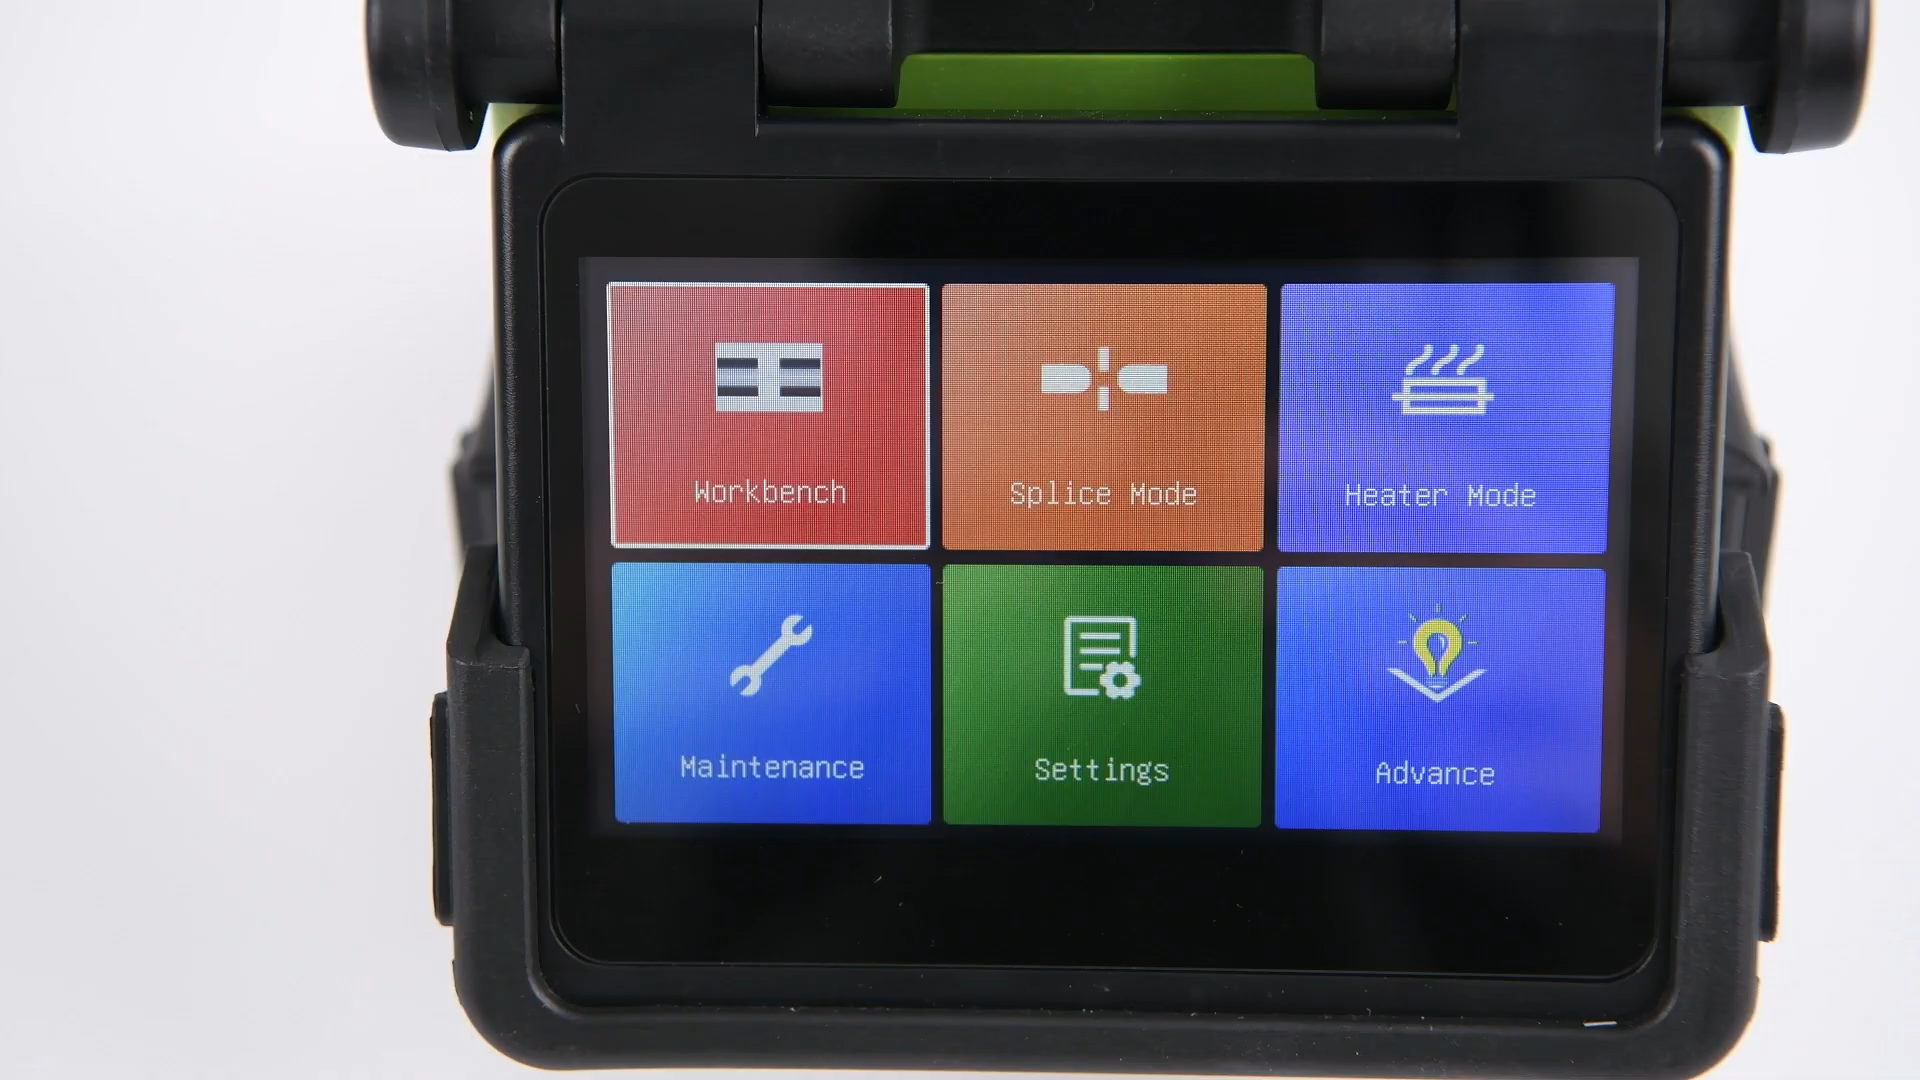 Workbench
Splice Mode
Heater Mode
Maintenance
Settings
Advance